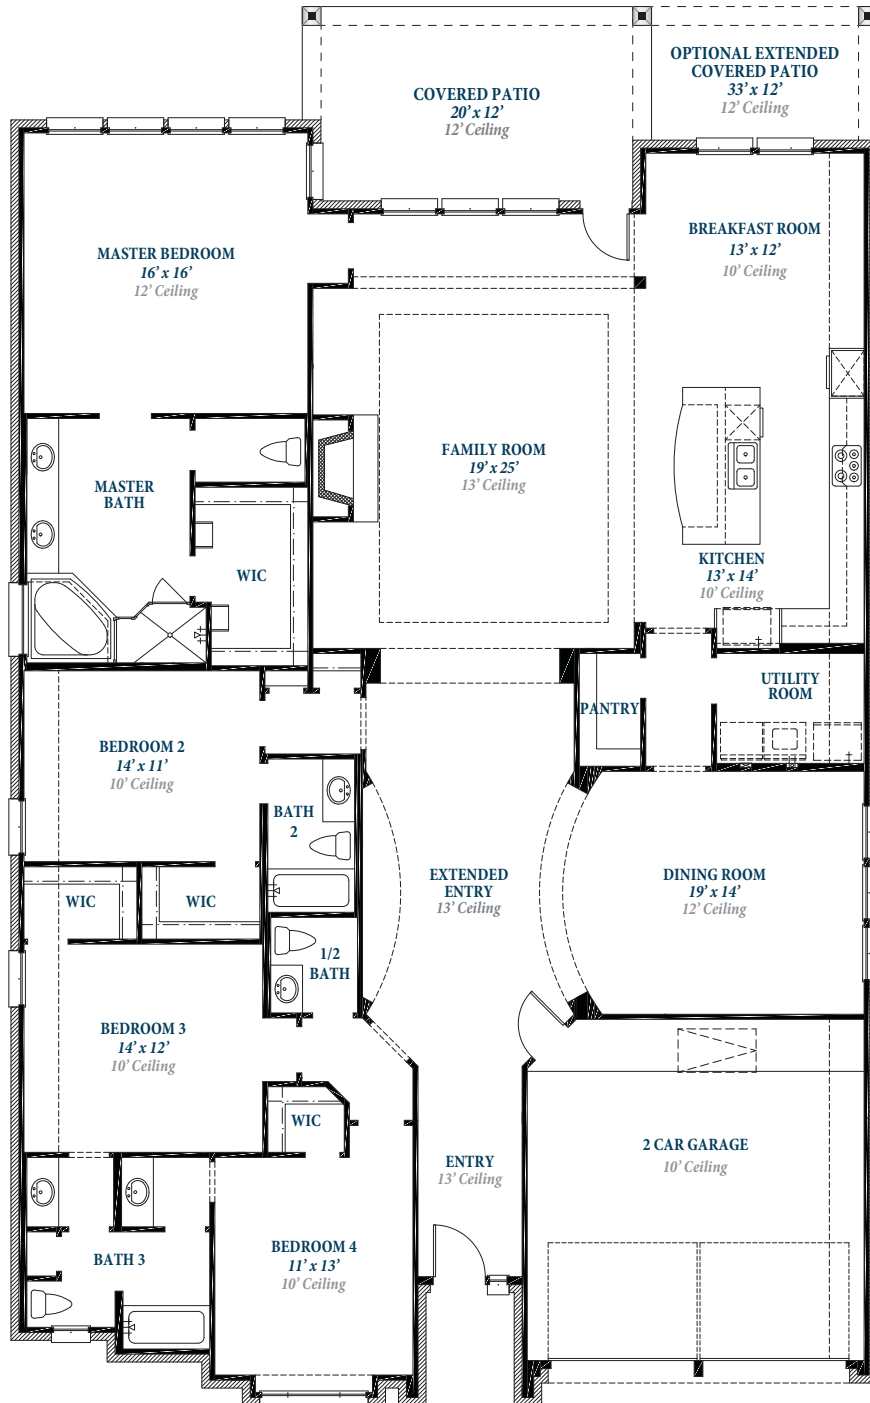 OPTIONAL EXTENDED
COVERED PATIO
33' x 12'
12' Ceiling
COVERED PATIO
20' x 12'
12' Ceiling
MASTER BEDROOM
16' x 16'
12' Ceiling
BREAKFAST ROOM
13' x 12'
10' Ceiling
FAMILY ROOM
19' x 25'
13' Ceiling
MASTER
BATH
WIC
KITCHEN
13' x 14'
10' Ceiling
UTILITY
ROOM
PANTRY
BEDROOM 2
14' x 11'
10' Ceiling
BATH
2
EXTENDED
ENTRY
13' Ceiling
DINING ROOM
19' x 14'
12' Ceiling
WIC
WIC
1/2
BATH
BEDROOM 3
14' x 12'
10' Ceiling
WIC
ENTRY
13' Ceiling
2 CAR GARAGE
10' Ceiling
BATH 3
BEDROOM 4
11' x 13'
10' Ceiling